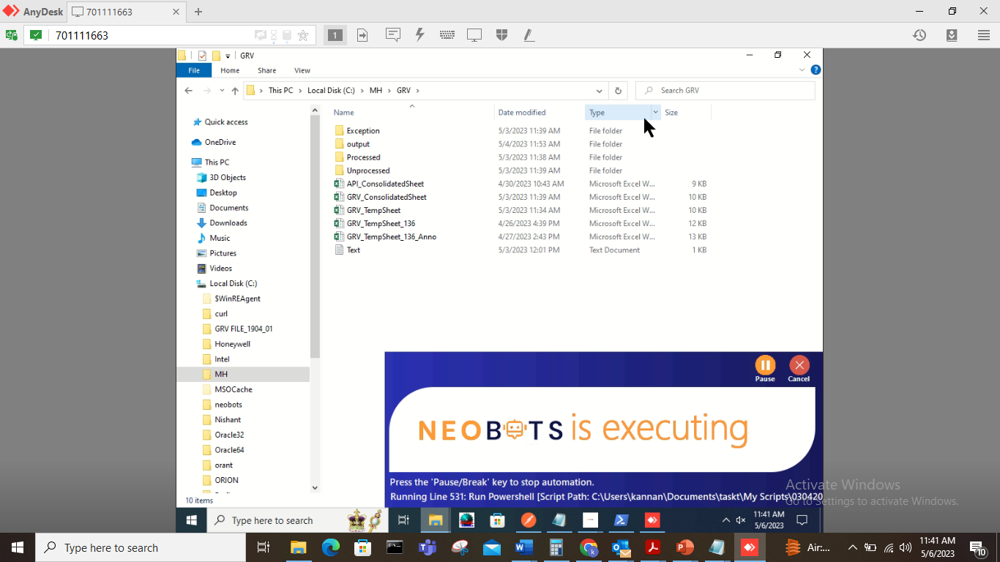 AnyDesk 701111663
701111663
1
GRV
File Home Share View
This PC Local Disk (C:) MH GRV
Search GRV
Name Date modified Type Size
Quick access
OneDrive
This PC
3D Objects
Desktop
Documents
Downloads
Music
Pictures
Videos
Local Disk (C:)
$WinREAgent
curl
GRV FILE_1904_01
Honeywell
Intel
MH
MSOCache
neobots
Nishant
Oracle32
Oracle64
orant
ORION
Exception 5/3/2023 11:39 AM File folder
output 5/4/2023 11:53 AM File folder
Processed 5/3/2023 11:38 AM File folder
Unprocessed 5/3/2023 11:39 AM File folder
API_ConsolidatedSheet 4/30/2023 10:43 AM Microsoft Excel W... 9 KB
GRV_ConsolidatedSheet 5/3/2023 11:39 AM Microsoft Excel W... 10 KB
GRV_TempSheet 5/3/2023 11:34 AM Microsoft Excel W... 10 KB
GRV_TempSheet_136 4/26/2023 4:39 PM Microsoft Excel W... 12 KB
GRV_TempSheet_136_Anno 4/27/2023 2:43 PM Microsoft Excel W... 13 KB
Text 5/3/2023 12:01 PM Text Document 1 KB
10 items
Pause Cancel
NEOBOTS is executing
Press the 'Pause/Break' key to stop automation.
Running Line 531: Run Powershell [Script Path: C:\Users\kannan\Documents\taskt\My Scripts\030420
Activate Windows
Go to Settings to activate Windows.
Type here to search
11:41 AM
5/6/2023
Type here to search
Air:...
11:41 AM
5/6/2023
10